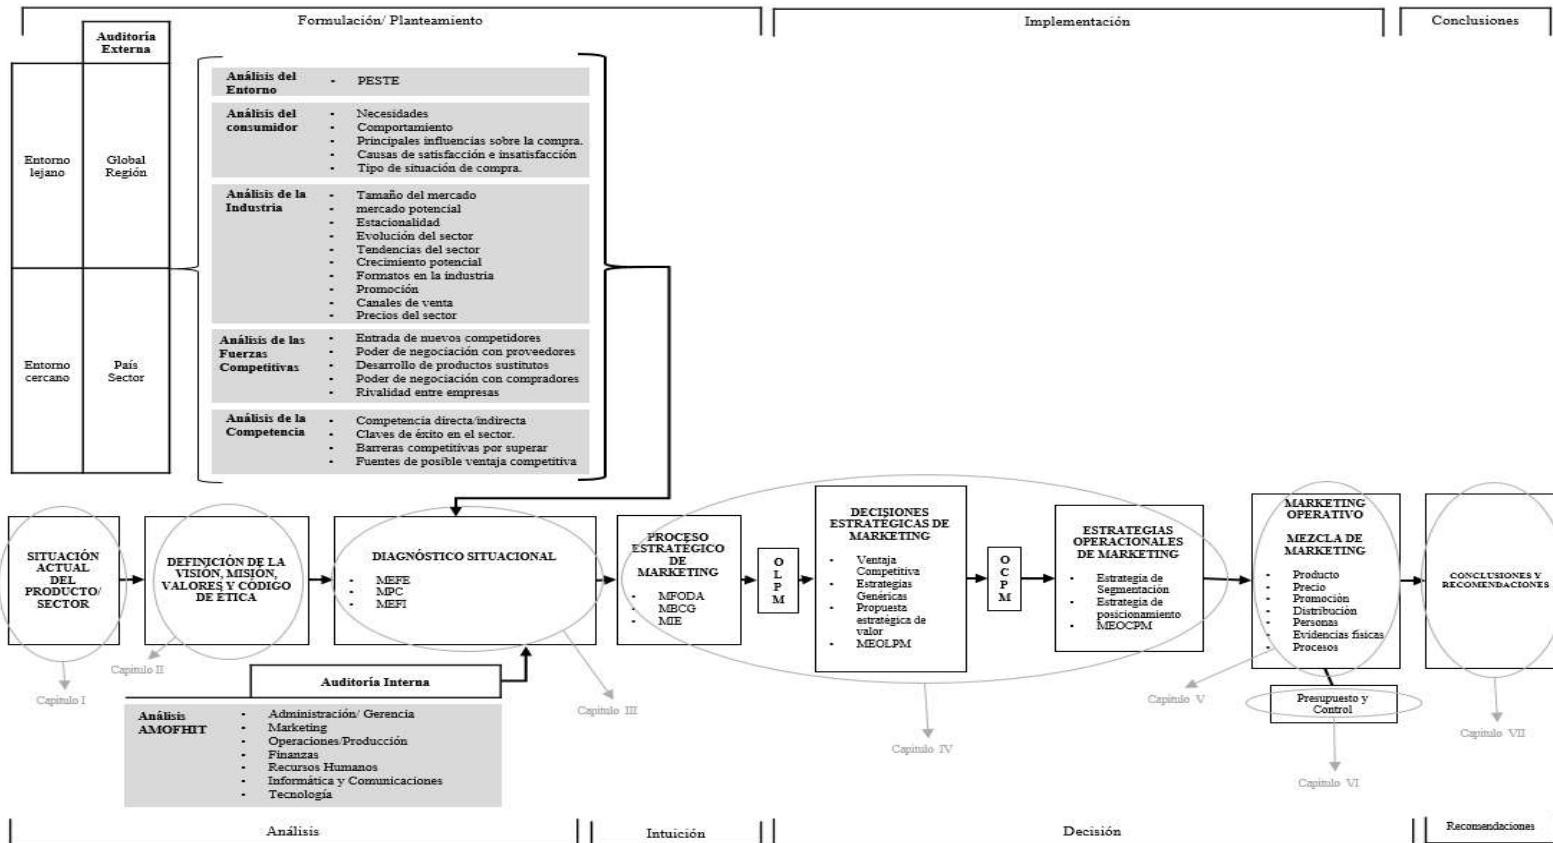 Formulación/ Planteamiento
Implementación
Conclusiones
Auditoría
Externa
Entorno
lejano
Global
Región
Entorno
cercano
País
Sector
Análisis del
Entorno
- PESTE
Análisis del
consumidor
- Necesidades
- Comportamiento
- Principales influencias sobre la compra.
- Causas de satisfacción e insatisfacción
- Tipo de situación de compra.
Análisis de la
Industria
- Tamaño del mercado
- mercado potencial
- Estacionalidad
- Evolución del sector
- Tendencias del sector
- Crecimiento potencial
- Formatos en la industria
- Promoción
- Canales de venta
- Precios del sector
Análisis de las
Fuerzas
Competitivas
- Entrada de nuevos competidores
- Poder de negociación con proveedores
- Desarrollo de productos sustitutos
- Poder de negociación con compradores
- Rivalidad entre empresas
Análisis de la
Competencia
- Competencia directa/indirecta
- Claves de éxito en el sector.
- Barreras competitivas por superar
- Fuentes de posible ventaja competitiva
SITUACIÓN
ACTUAL
DEL
PRODUCTO/
SECTOR
DEFINICIÓN DE LA
VISIÓN, MISIÓN,
VALORES Y CÓDIGO
DE ÉTICA
DIAGNÓSTICO SITUACIONAL
- MEFE
- MPC
- MEFI
PROCESO
ESTRATÉGICO
DE
MARKETING
- MFODA
- MBCG
- MIE
O
L
P
M
DECISIONES
ESTRATÉGICAS DE
MARKETING
- Ventaja
Competitiva
- Estrategias
Genéricas
- Propuesta
estratégica de
valor
- MEOLPM
O
C
P
M
ESTRATEGIAS
OPERACIONALES
DE MARKETING
- Estrategia de
Segmentación
- Estrategia de
posicionamiento
- MEOCPM
MARKETING
OPERATIVO
MEZCLA DE
MARKETING
- Producto
- Precio
- Promoción
- Distribución
- Personas
- Evidencias físicas
- Procesos
CONCLUSIONES Y
RECOMENDACIONES
Capitulo I
Capitulo II
Auditoría Interna
Análisis
AMOFHIT
- Administración/ Gerencia
- Marketing
- Operaciones/Producción
- Finanzas
- Recursos Humanos
- Informática y Comunicaciones
- Tecnología
Capitulo III
Capitulo IV
Capitulo V
Presupuesto y
Control
Capitulo VI
Capitulo VII
Análisis
Intuición
Decisión
Recomendaciones